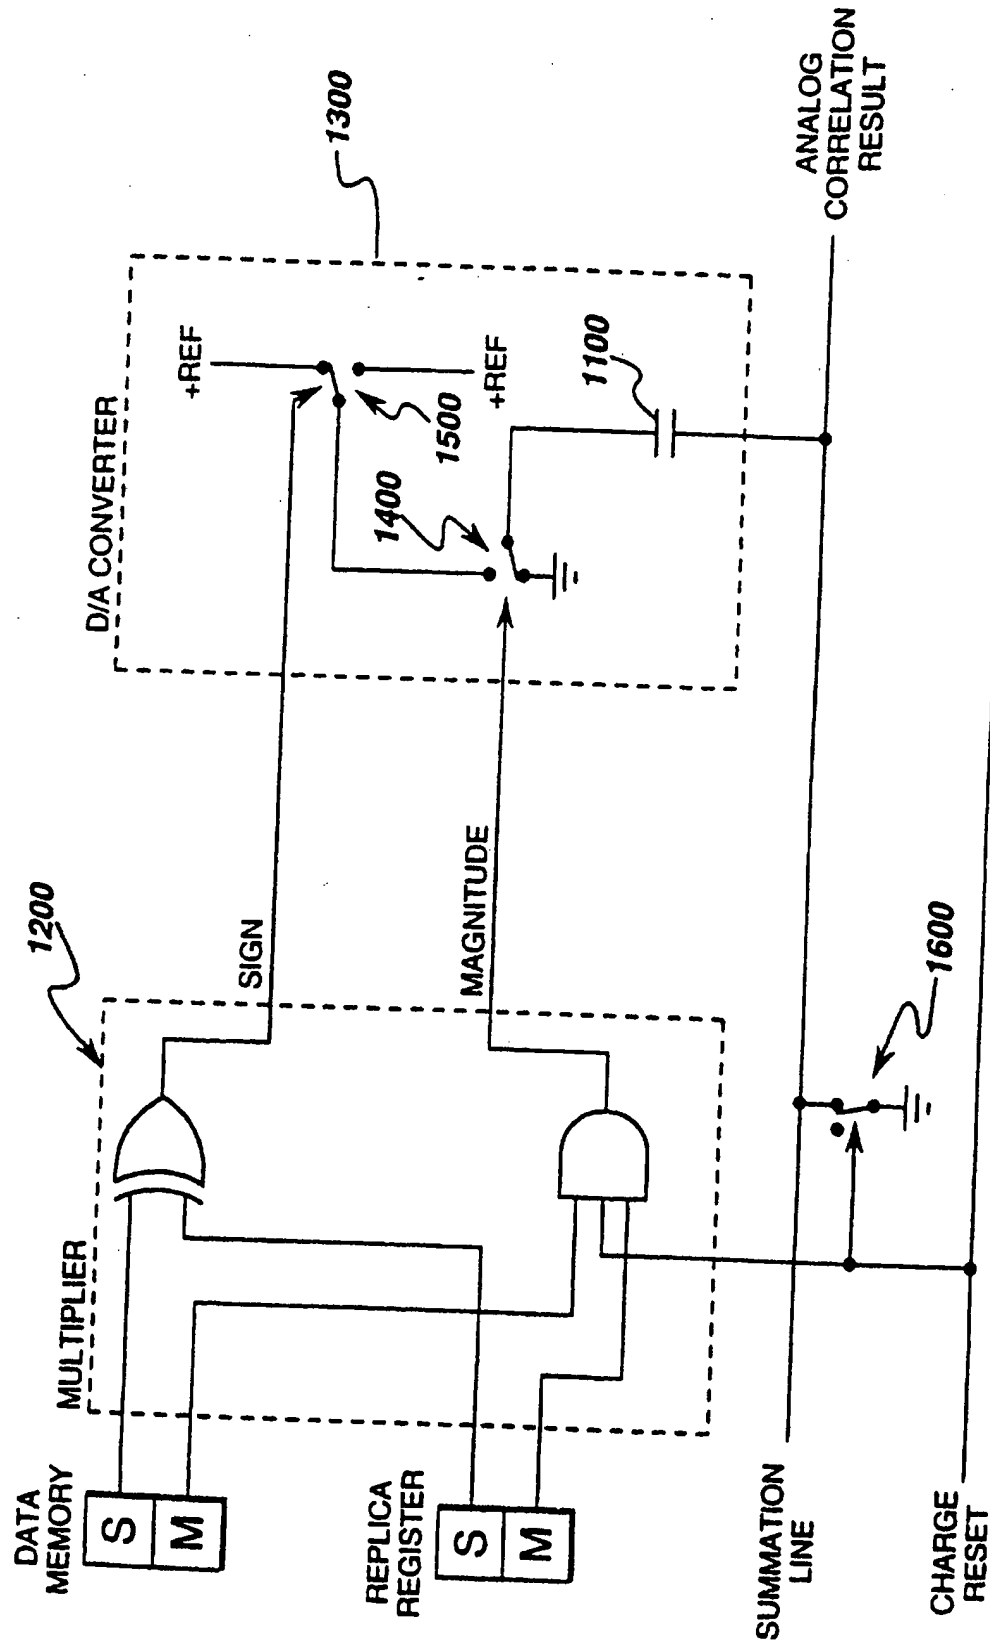 DATA
MEMORY
S
M
REPLICA
REGISTER
S
M
SUMMATION
LINE
CHARGE
RESET
MULTIPLIER
1200
SIGN
MAGNITUDE
1600
D/A CONVERTER
1300
+REF
1500
+REF
1400
1100
ANALOG
CORRELATION
RESULT